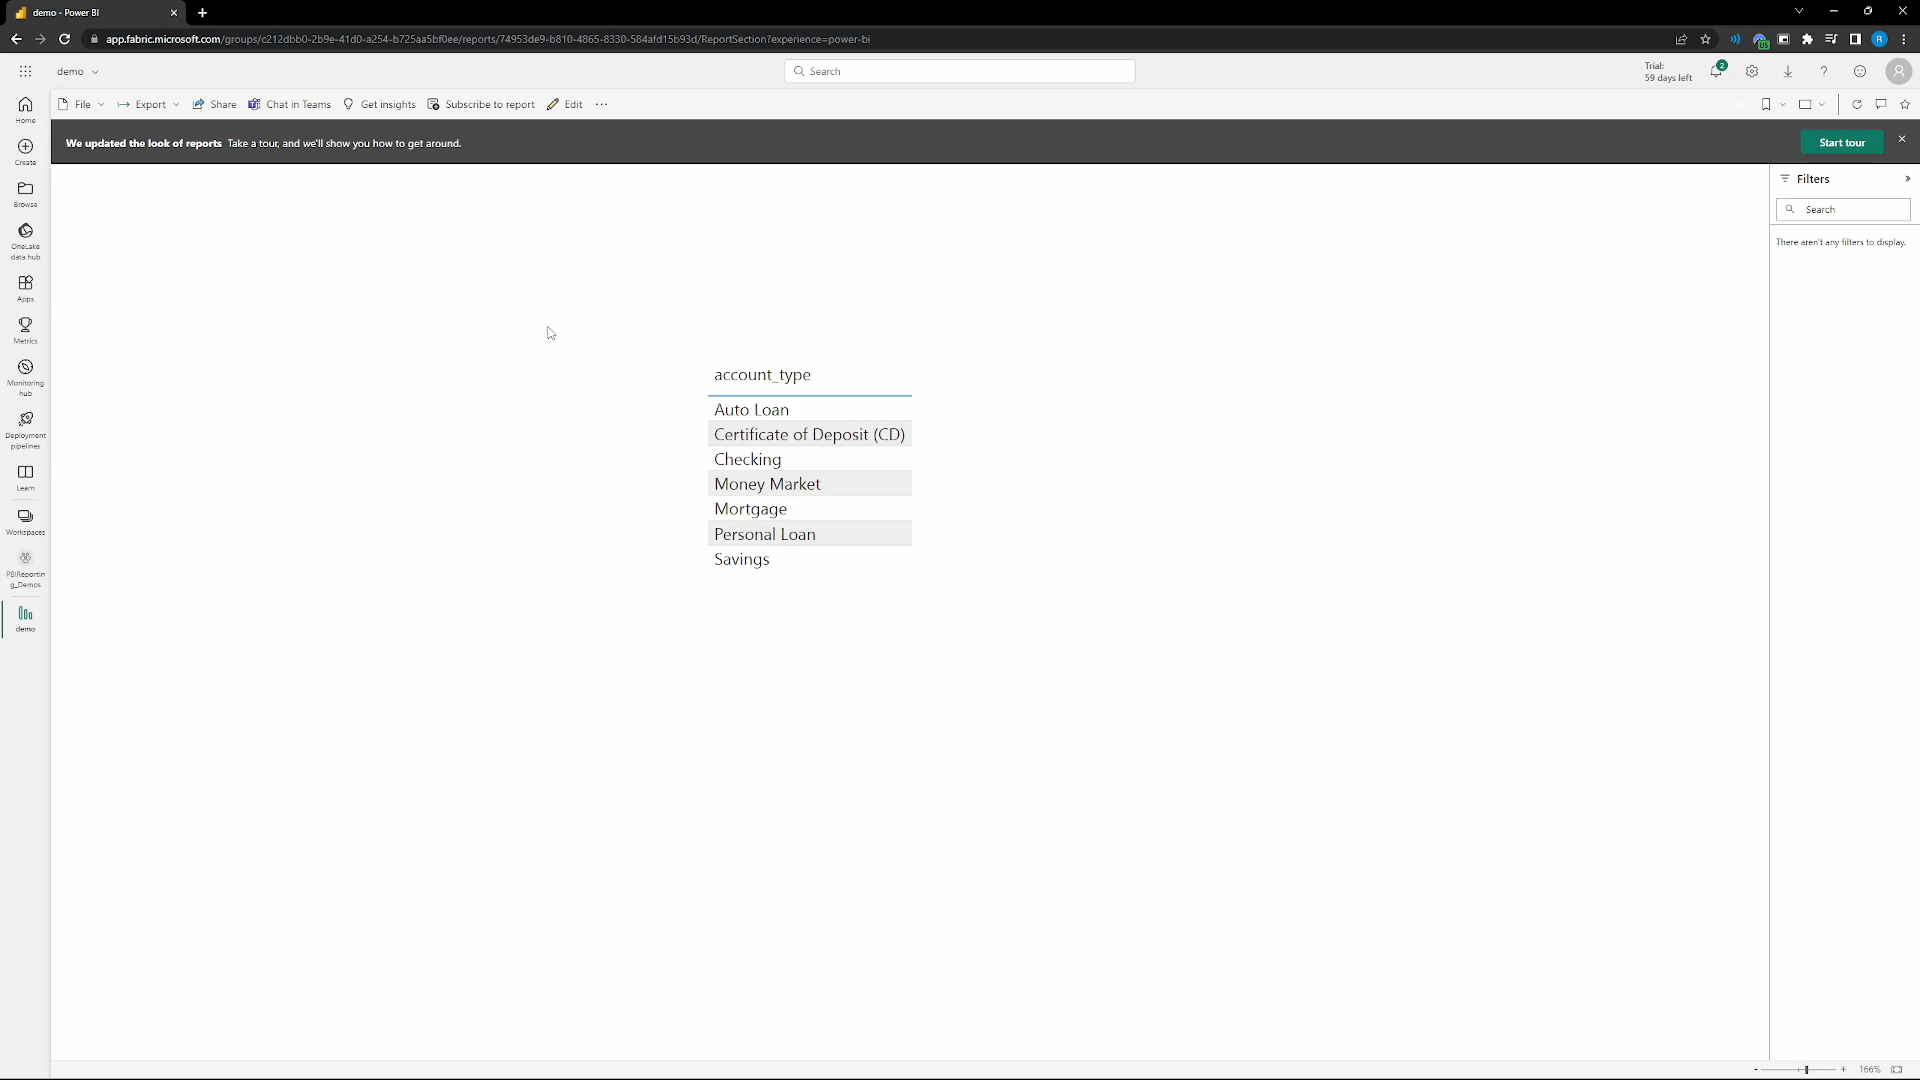 demo - Power BI
app.fabric.microsoft.com/groups/c212dbb0-2b9e-41d0-a254-b725aa5bf0ee/reports/74953de9-b810-4865-8330-584afd15b93d/ReportSection?experience=power-bi
US
R
demo
Search
Trial:
59 days left
2
File
Export
Share
Chat in Teams
Get insights
Subscribe to report
Edit
We updated the look of reports Take a tour, and we'll show you how to get around.
Start tour
Home
Create
Browse
OneLake
data hub
Apps
Metrics
Monitoring
hub
Deployment
pipelines
Learn
Workspaces
PBIReportin
g_Demos
demo
account_type
Auto Loan
Certificate of Deposit (CD)
Checking
Money Market
Mortgage
Personal Loan
Savings
Filters
Search
There aren't any filters to display.
- + 166%